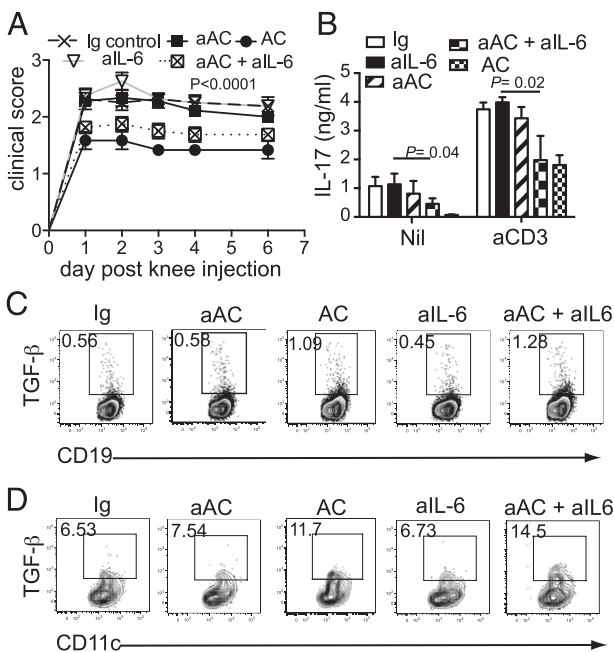 A
Ig control aAC AC
aIL-6 aAC + aIL-6
P<0.0001
clinical score
3
2
1
0
0 1 2 3 4 5 6 7
day post knee injection
B
Ig aAC + aIL-6
aIL-6 AC
aAC
P= 0.02
P= 0.04
IL-17 (ng/ml)
5
4
3
2
1
0
Nil aCD3
C
Ig aAC AC aIL-6 aAC + aIL6
0.56 0.58 1.09 0.45 1.28
TGF-β
CD19
D
Ig aAC AC aIL-6 aAC + aIL6
6.53 7.54 11.7 6.73 14.5
TGF-β
CD11c